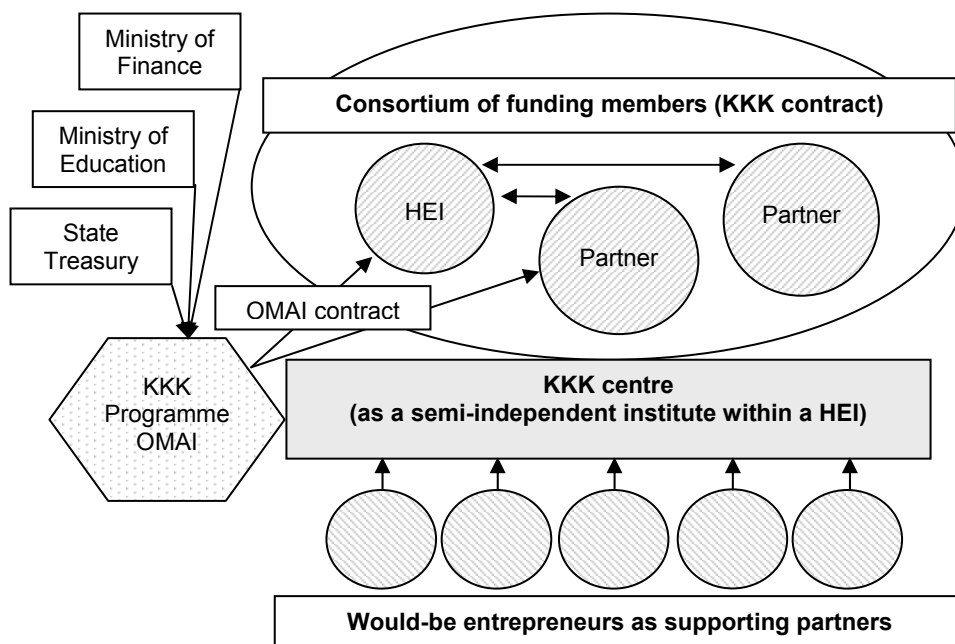 Ministry of
Finance
Consortium of funding members (KKK contract)
Ministry of
Education
HEI
Partner
Partner
State
Treasury
OMAI contract
KKK
Programme
OMAI
KKK centre
(as a semi-independent institute within a HEI)
Would-be entrepreneurs as supporting partners